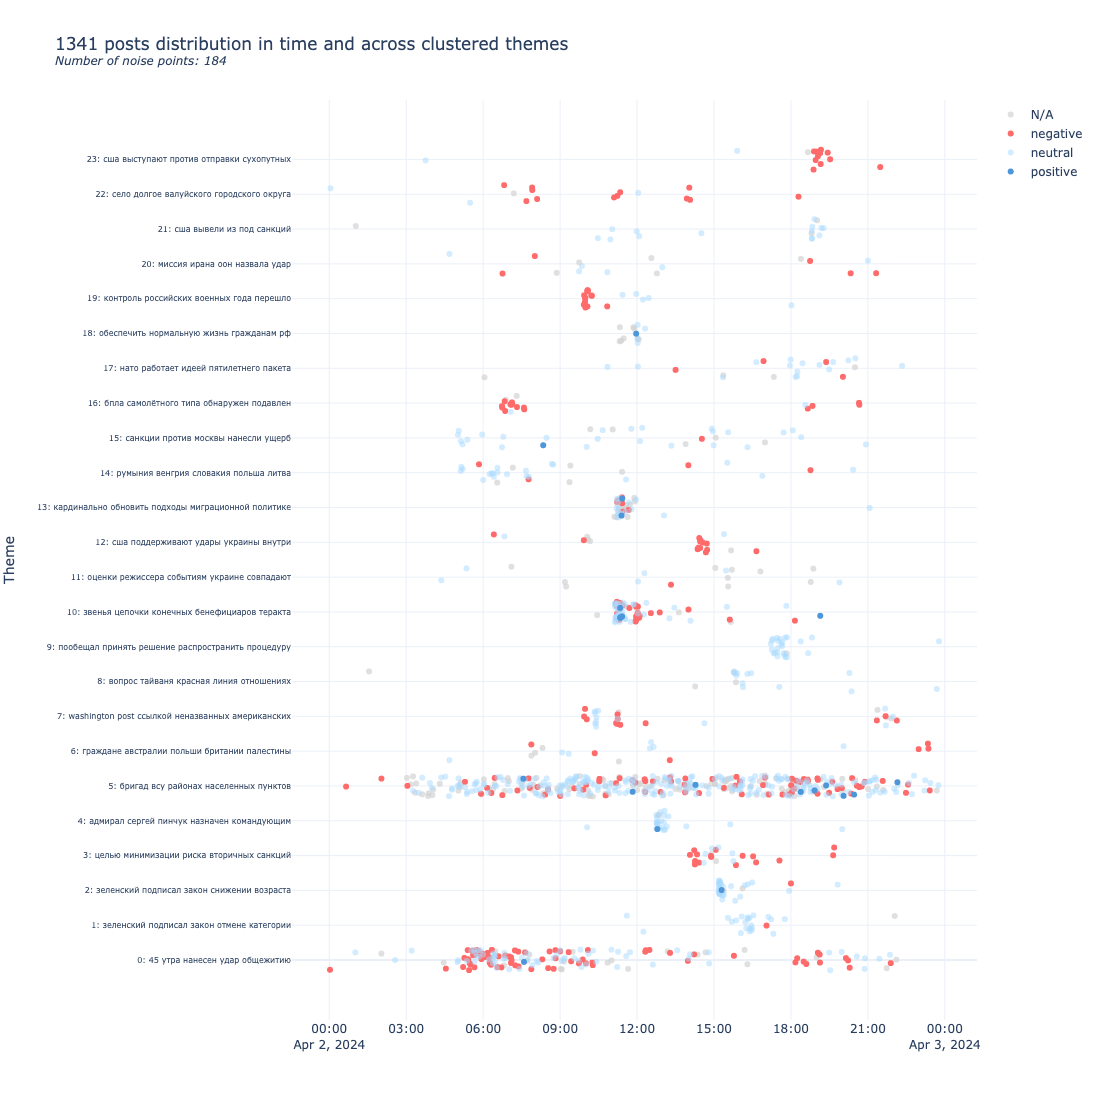 1341 posts distribution in time and across clustered themes
Number of noise points: 184
N/A
negative
neutral
positive
Theme
23: сша выступают против отправки сухопутных
22: село долгое валуйского городского округа
21: сша вывели из под санкций
20: миссия ирана оон назвала удар
19: контроль российских военных года перешло
18: обеспечить нормальную жизнь гражданам рф
17: нато работает идеей пятилетнего пакета
16: бпла самолётного типа обнаружен подавлен
15: санкции против москвы нанесли ущерб
14: румыния венгрия словакия польша литва
13: кардинально обновить подходы миграционной политике
12: сша поддерживают удары украины внутри
11: оценки режиссера событиям украине совпадают
10: звенья цепочки конечных бенефициаров теракта
9: пообещал принять решение распространить процедуру
8: вопрос тайваня красная линия отношениях
7: washington post ссылкой неназванных американских
6: граждане австралии польши британии палестины
5: бригад всу районах населенных пунктов
4: адмирал сергей пинчук назначен командующим
3: целью минимизации риска вторичных санкций
2: зеленский подписал закон снижении возраста
1: зеленский подписал закон отмене категории
0: 45 утра нанесен удар общежитию
00:00 03:00 06:00 09:00 12:00 15:00 18:00 21:00 00:00
Apr 2, 2024 Apr 3, 2024